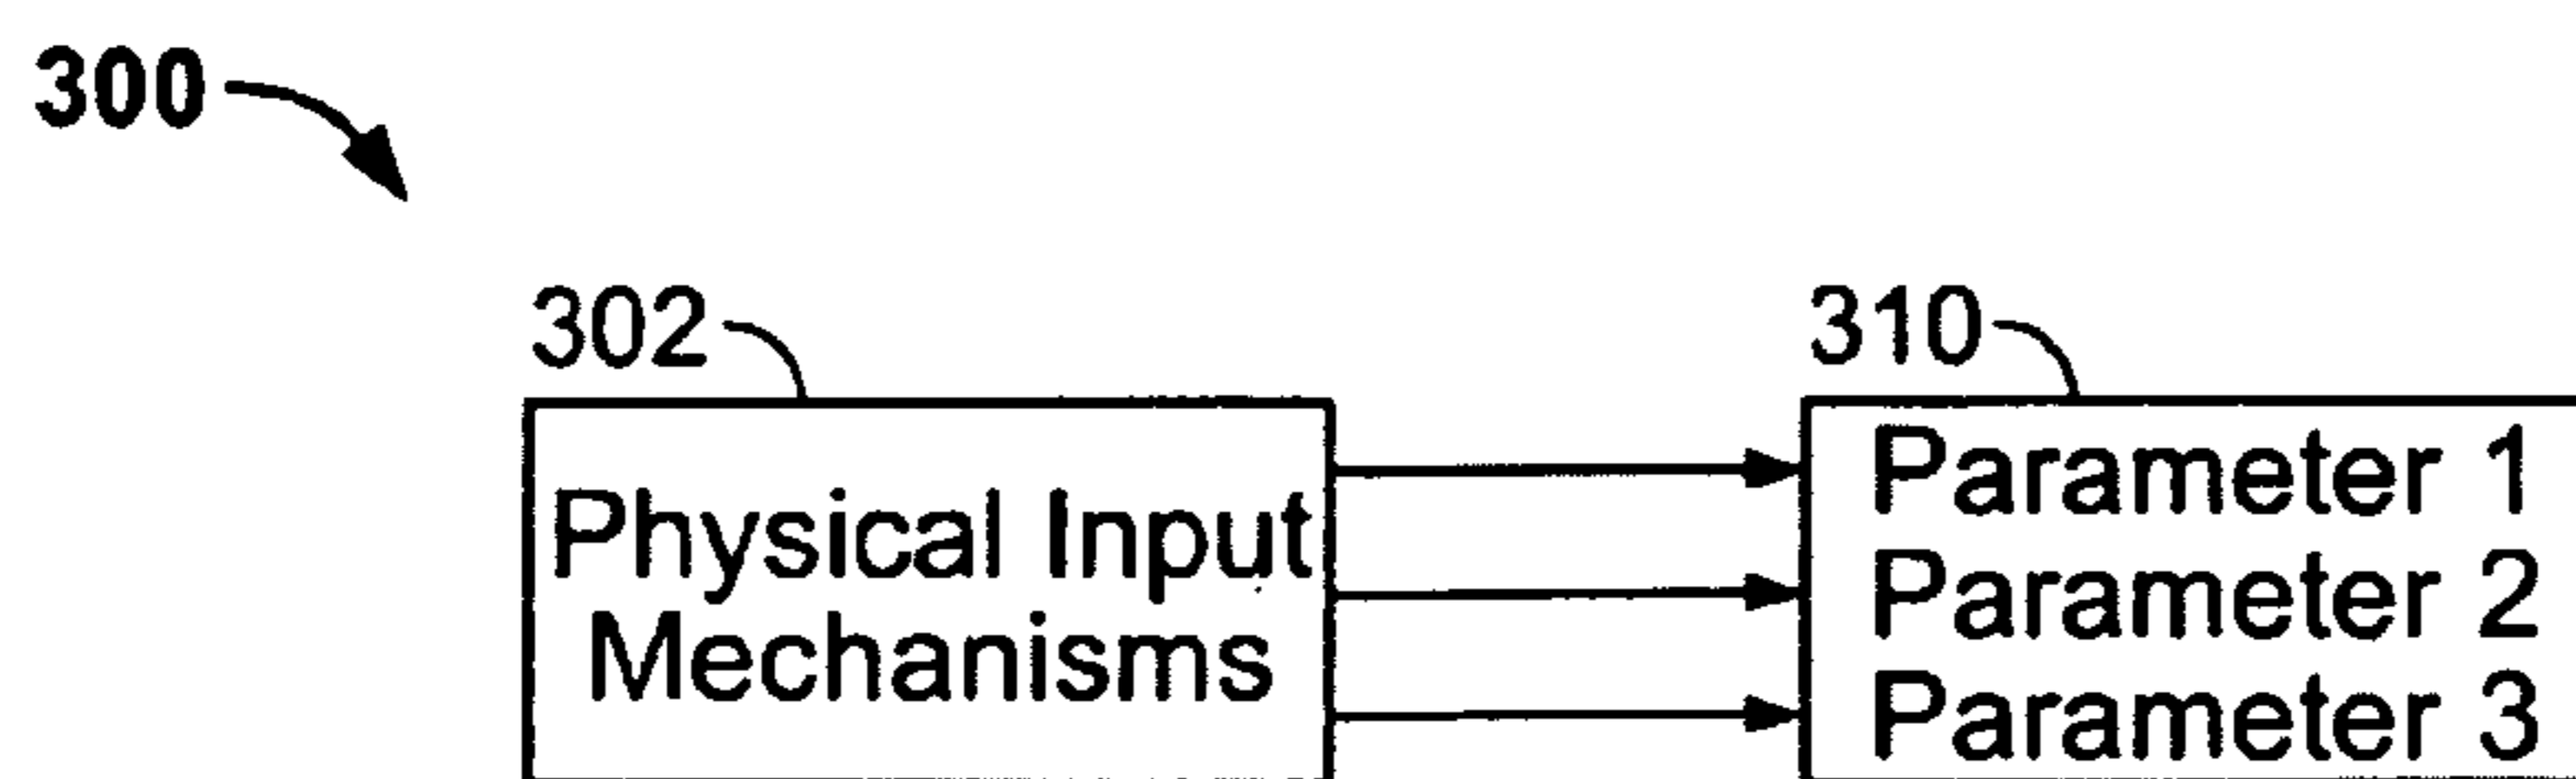 300
302
310
Physical Input
Mechanisms
Parameter 1
Parameter 2
Parameter 3